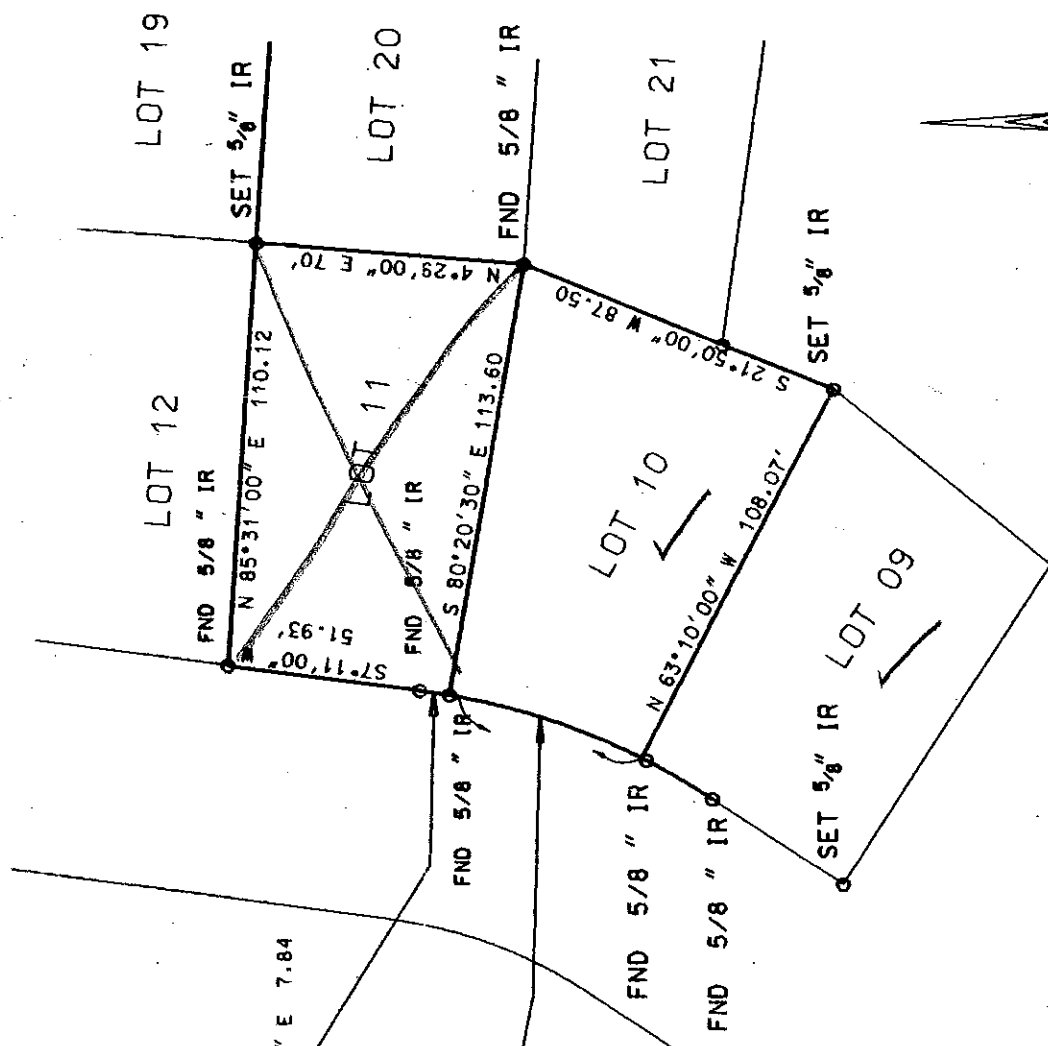 LOT 19
SET 5/8" IR
LOT 20
FND 5/8 " IR
LOT 21
SET 5/8" IR
LOT 12
FND 5/8 " IR
N 85°31'00" E 110.12
N 4°29'00" E 70'
LOT 11
S7°11'00" W
51.93'
FND 5/8 " IR
S 80°20'30" E 113.60
S 21°50'00" W 87.50
LOT 10
N 63°10'00" W 108.07'
LOT 09
FND 5/8 " IR
FND 5/8 " IR
FND 5/8 " IR
SET 5/8" IR
" E 7.84